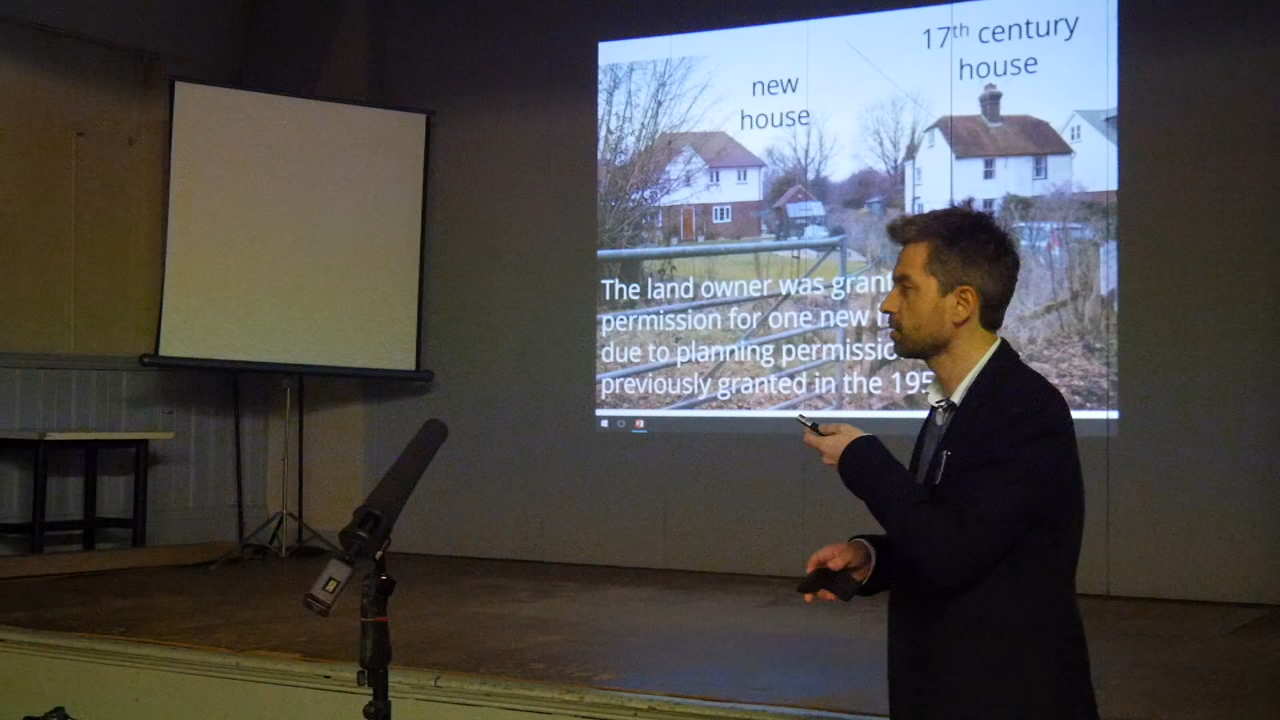 new
house
17th century
house
The land owner was grant
permission for one new
due to planning permissio
previously granted in the 195